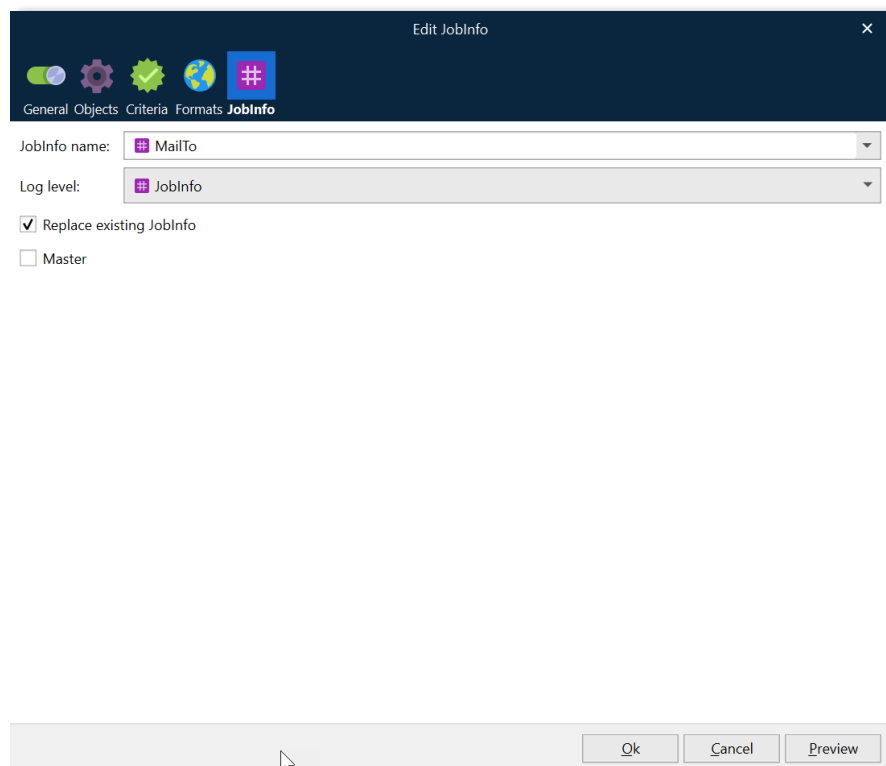 Edit JobInfo
General Objects Criteria Formats JobInfo
JobInfo name: MailTo
Log level: JobInfo
Replace existing JobInfo
Master
Ok Cancel Preview